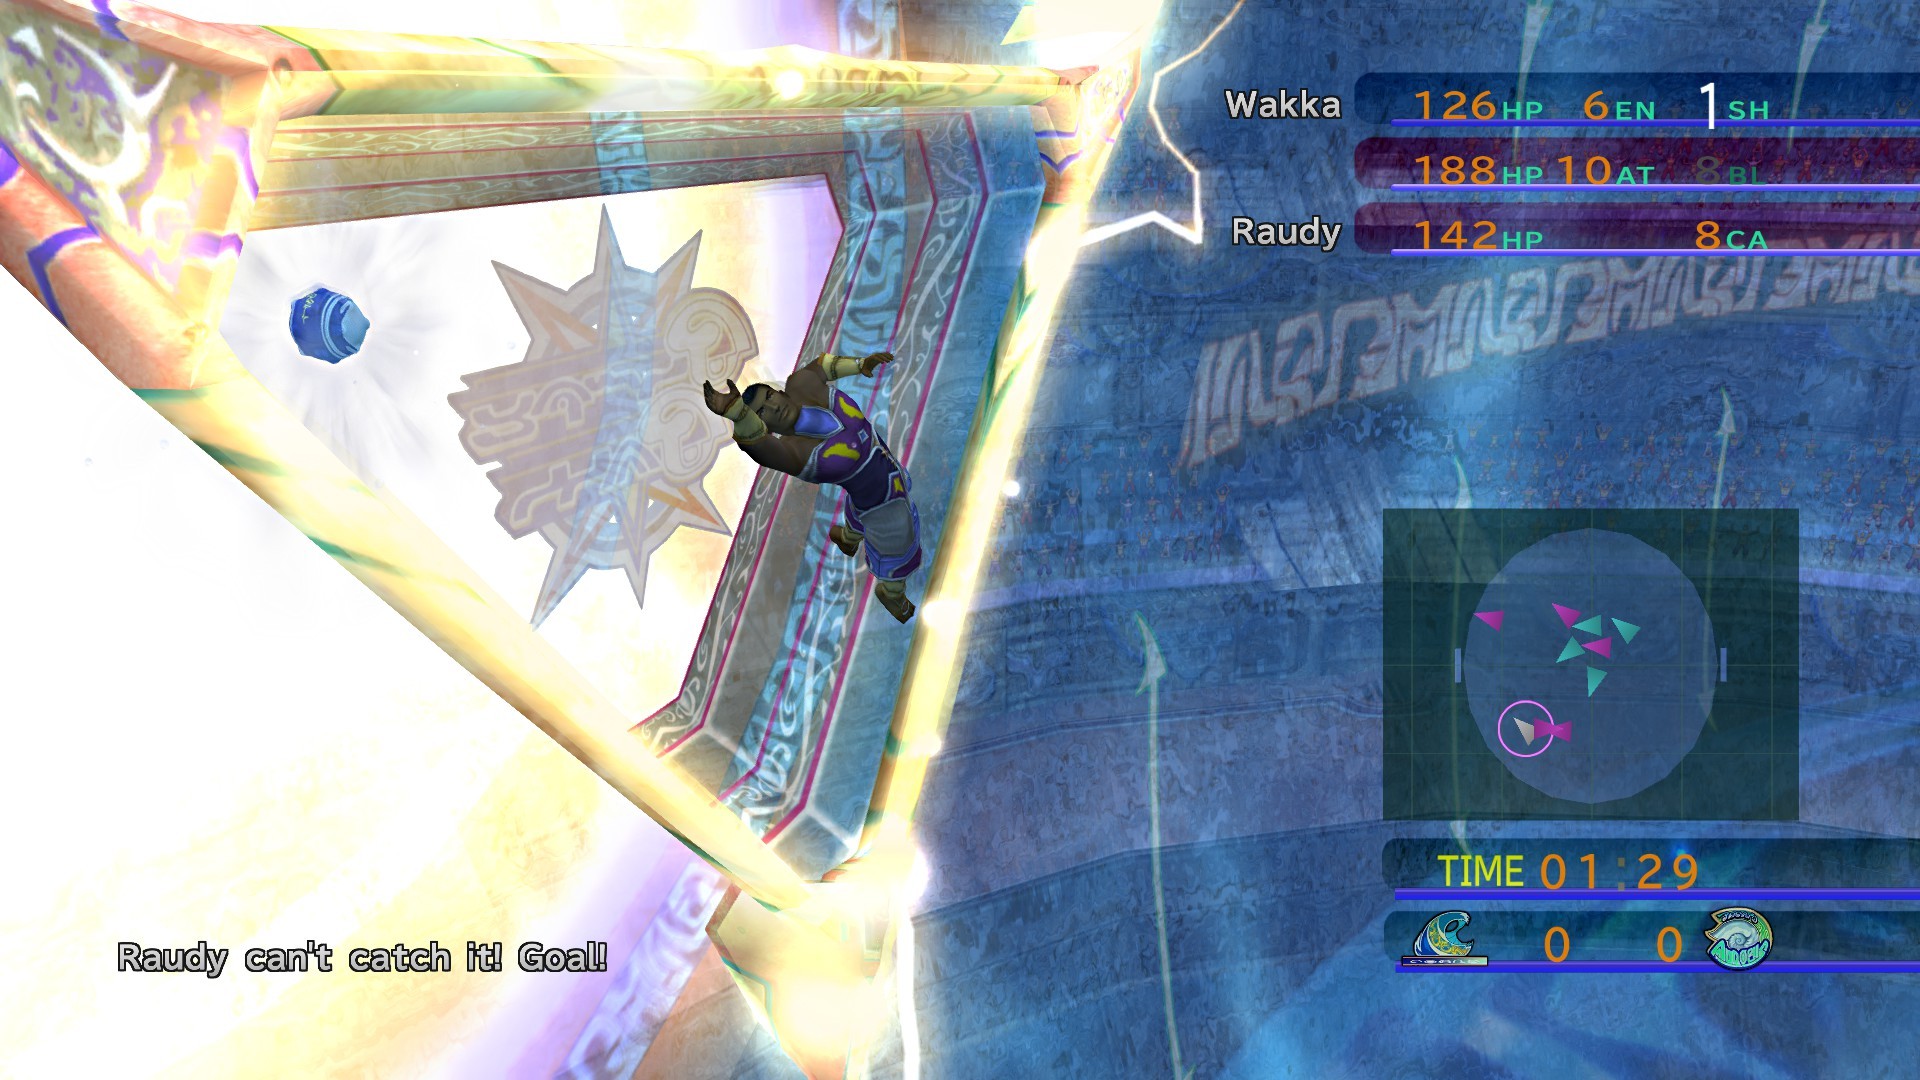 Wakka 126HP 6EN 1SH
188HP 10AT 8BL
Raudy 142HP 8CA
TIME 01:29
0 0
Raudy can't catch it! Goal!